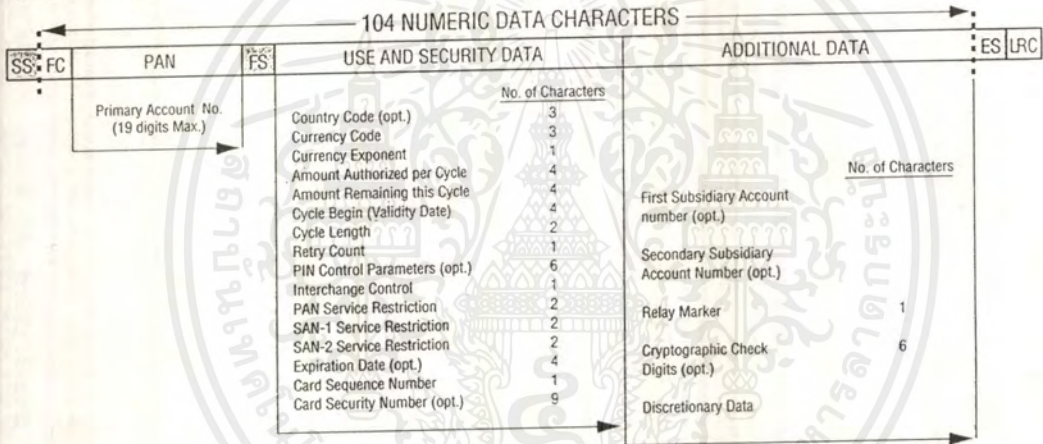 104 NUMERIC DATA CHARACTERS
SS FC PAN FS USE AND SECURITY DATA ADDITIONAL DATA ES LRC
Primary Account No.
(19 digits Max.)
No. of Characters
Country Code (opt.) 3
Currency Code 3
Currency Exponent 1
Amount Authorized per Cycle 4
Amount Remaining this Cycle 4
Cycle Begin (Validity Date) 4
Cycle Length 2
Retry Count 1
PIN Control Parameters (opt.) 6
Interchange Control 1
PAN Service Restriction 2
SAN-1 Service Restriction 2
SAN-2 Service Restriction 2
Expiration Date (opt.) 4
Card Sequence Number 1
Card Security Number (opt.) 9
No. of Characters
First Subsidiary Account
number (opt.)
Secondary Subsidiary
Account Number (opt.)
Relay Marker 1
Cryptographic Check 6
Digits (opt.)
Discretionary Data